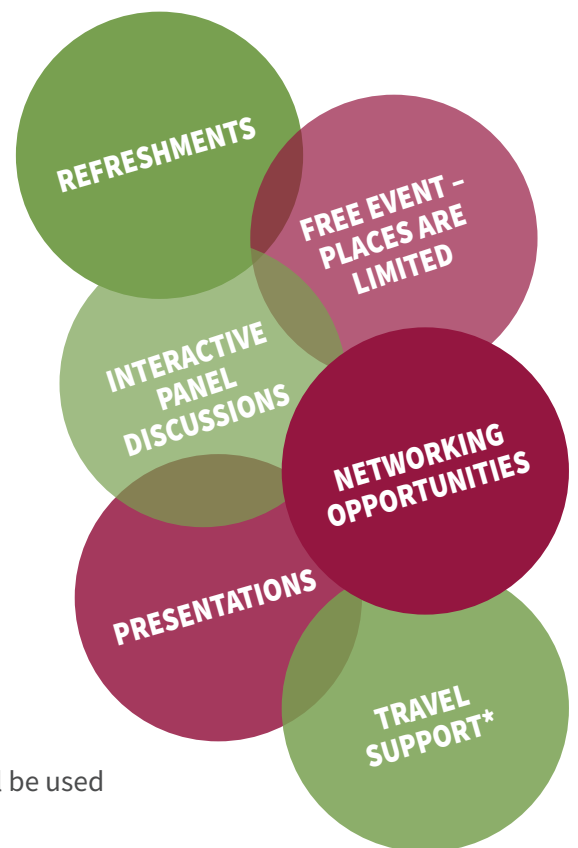 REFRESHMENTS
FREE EVENT –
PLACES ARE
LIMITED
INTERACTIVE
PANEL
DISCUSSIONS
NETWORKING
OPPORTUNITIES
PRESENTATIONS
TRAVEL
SUPPORT*
be used